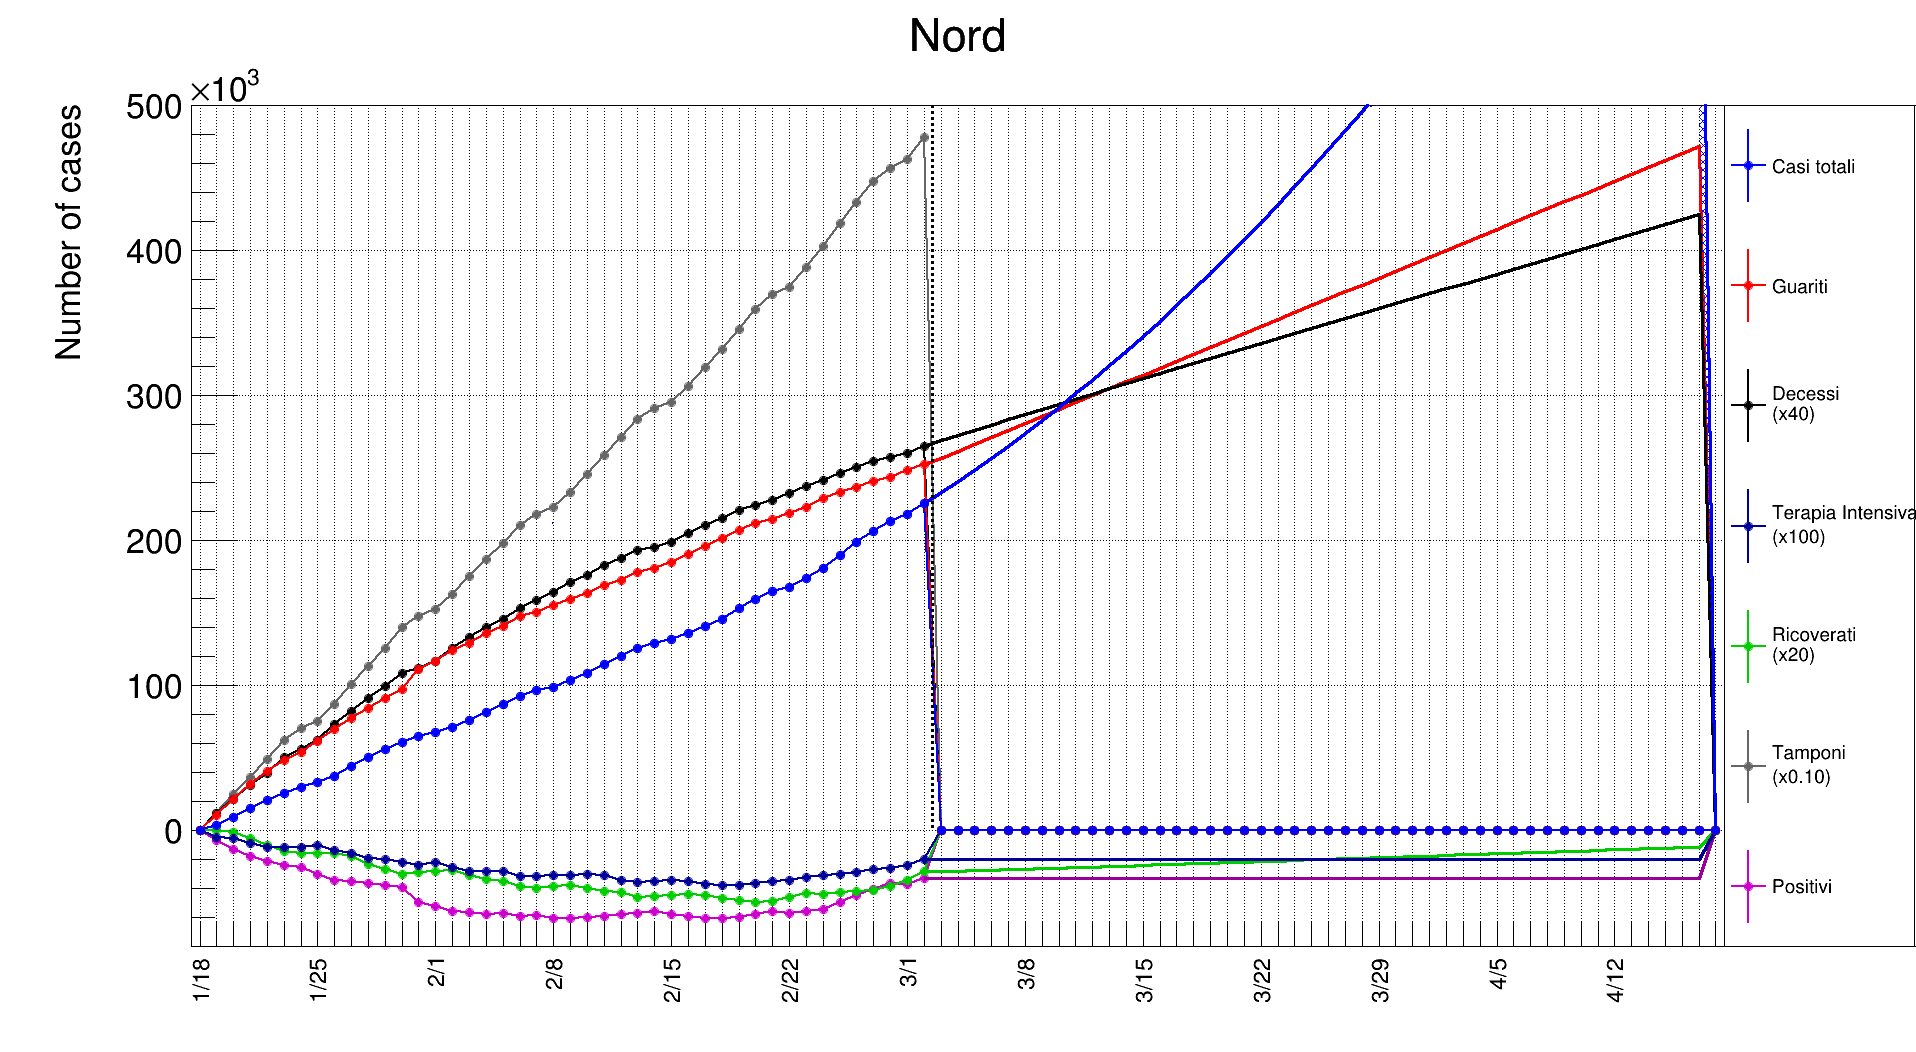 Nord
×10³
Number of cases
500
400
300
200
100
0
1/18
1/25
2/1
2/8
2/15
2/22
3/1
3/8
3/15
3/22
3/29
4/5
4/12
Casi totali
Guariti
Decessi
(x40)
Terapia Intensiva
(x100)
Ricoverati
(x20)
Tamponi
(x0.10)
Positivi